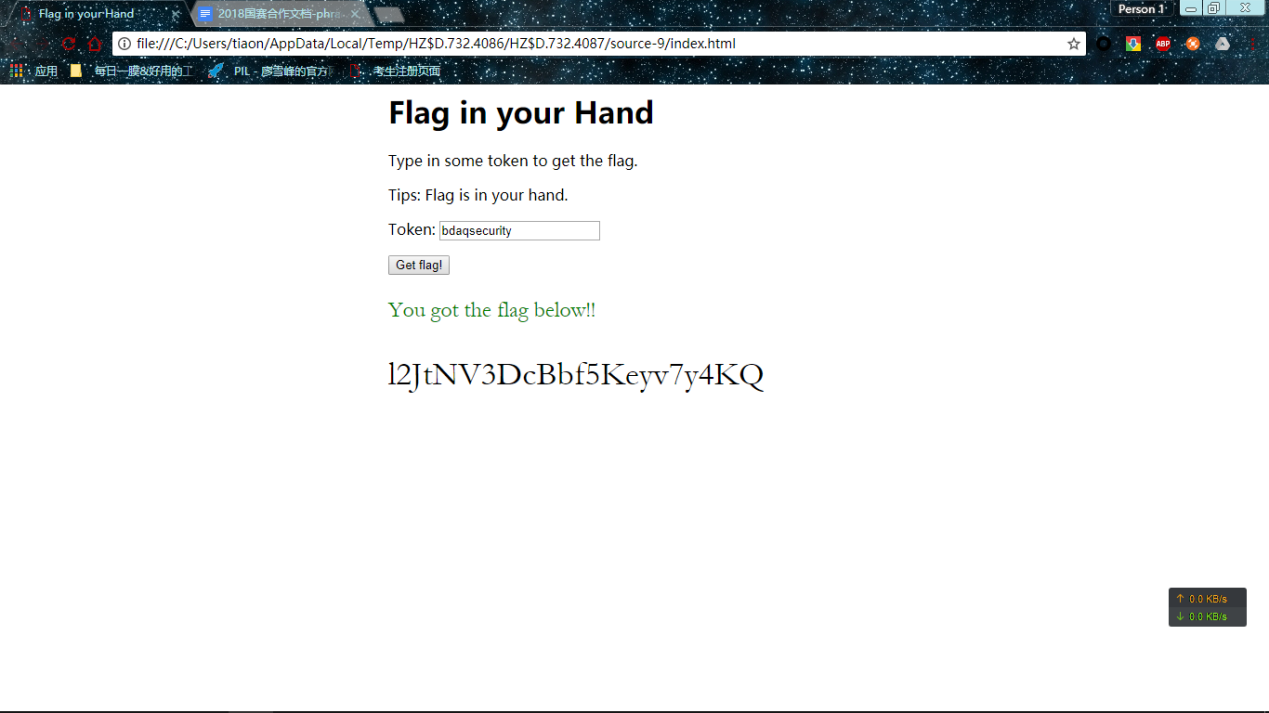 Flag in your Hand
2018国赛合作文档-phra
Person 1
file:///C:/Users/tiaon/AppData/Local/Temp/HZ$D.732.4086/HZ$D.732.4087/source-9/index.html
ABP
应用 每日一膜&好用的工 PIL - 廖雪峰的官方 考生注册页面
Flag in your Hand
Type in some token to get the flag.
Tips: Flag is in your hand.
Token: bdaqsecurity
Get flag!
You got the flag below!!
l2JtNV3DcBbf5Keyv7y4KQ
↑ 0.0 KB/s
↓ 0.0 KB/s